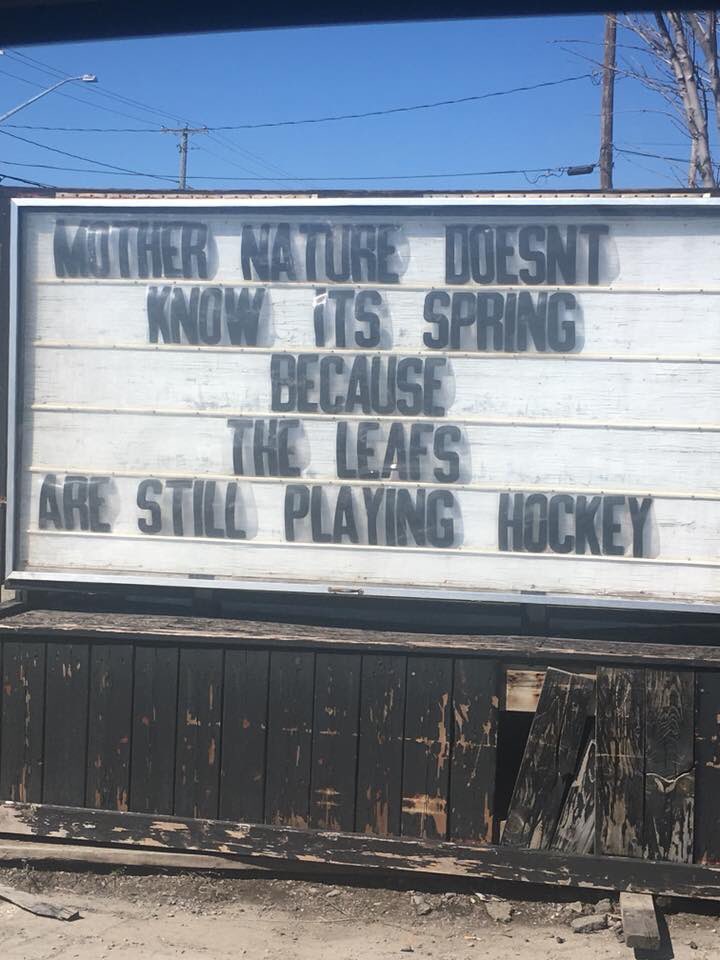 MOTHER NATURE DOESNT
KNOW ITS SPRING
BECAUSE
THE LEAFS
ARE STILL PLAYING HOCKEY